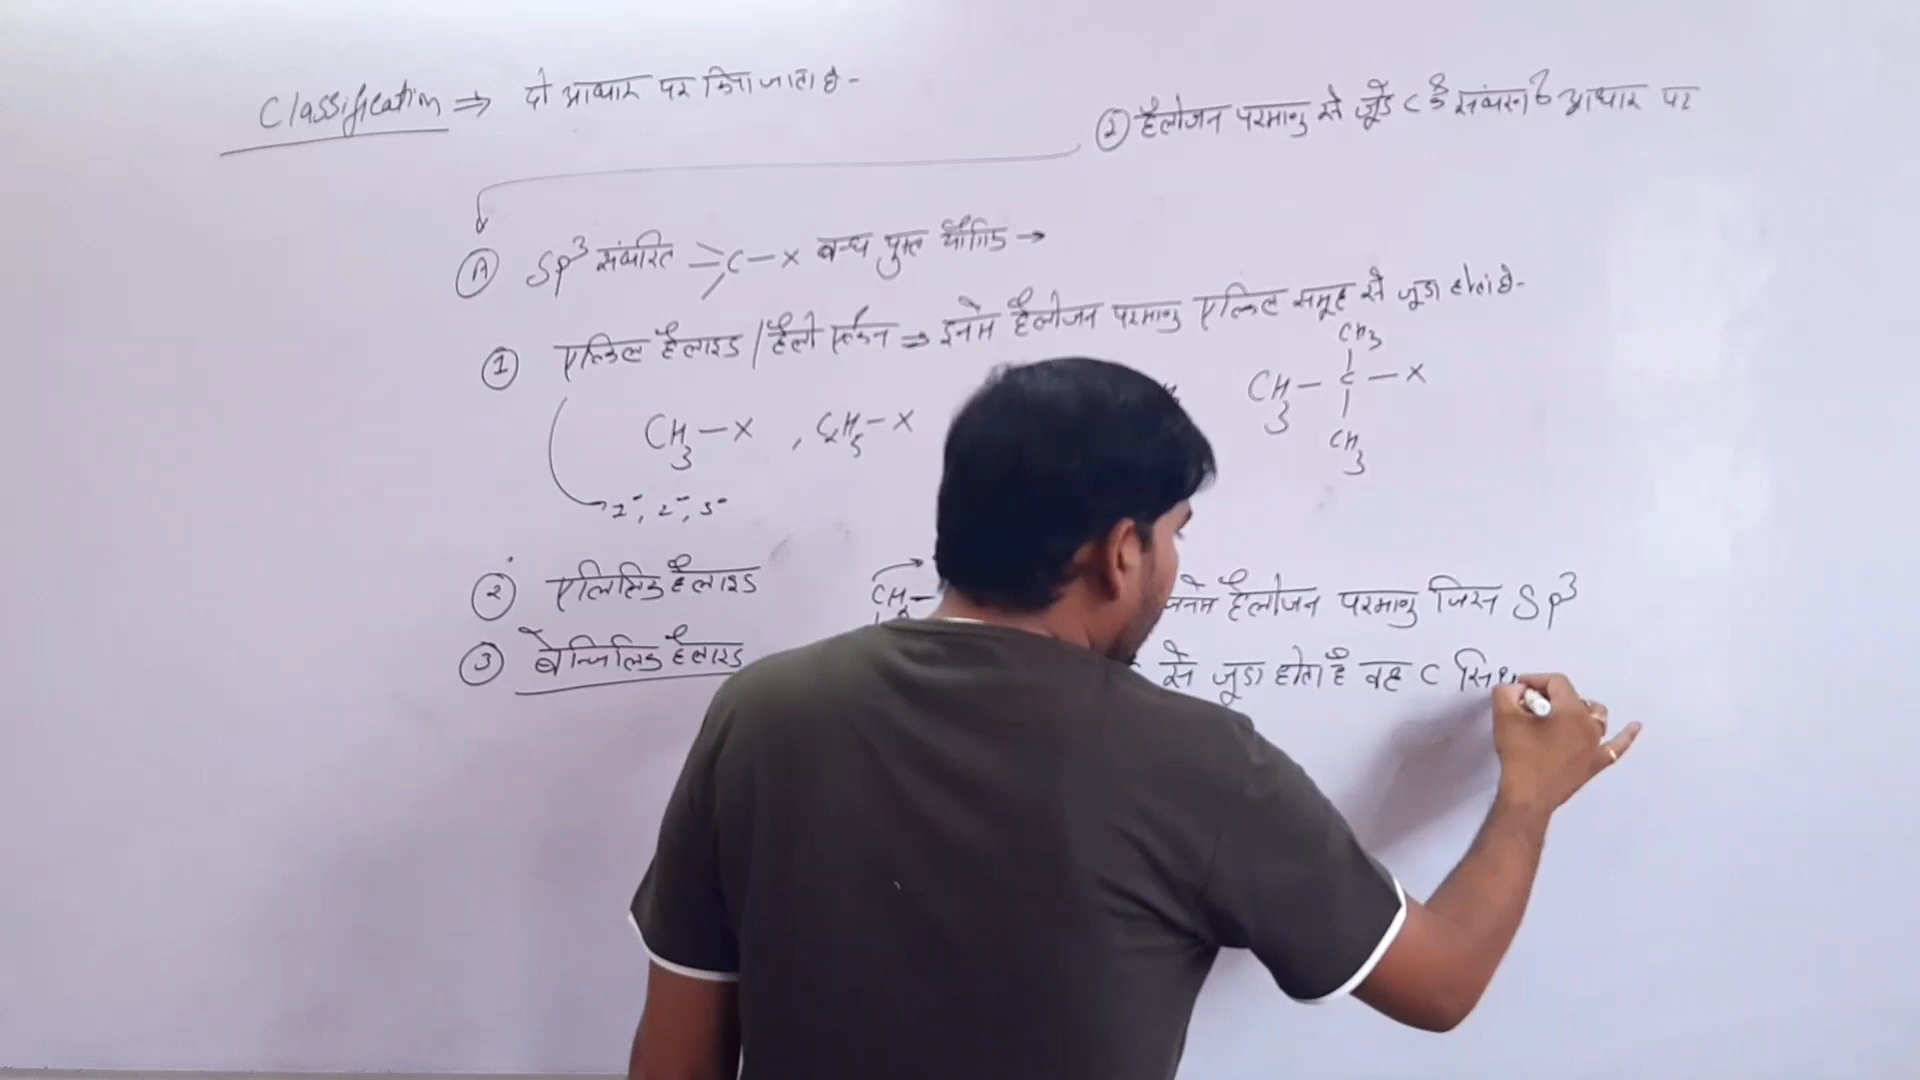 Classification ⇒ दो आधार पर किया जाता है-
② हैलोजन परमाणु से जूडे C के संकरण के आधार पर
Ⓐ SP³ संकरित C-X बन्ध युक्त यौगिक →
① एल्किल हैलाइड / हैलो एल्केन ⇒ इनमे हैलोजन परमाणु एल्किल समूह से जूडा होता है-
CH₃-X , C₂H₅-X
CH₃
CH₃-C-X
CH₃
1°, 2°, 3°
② एलिलिक हैलाइड CH₂- हैलोजन परमाणु जिस SP³
③ बेन्जिलिक हैलाइड से जूडा होता है वह C